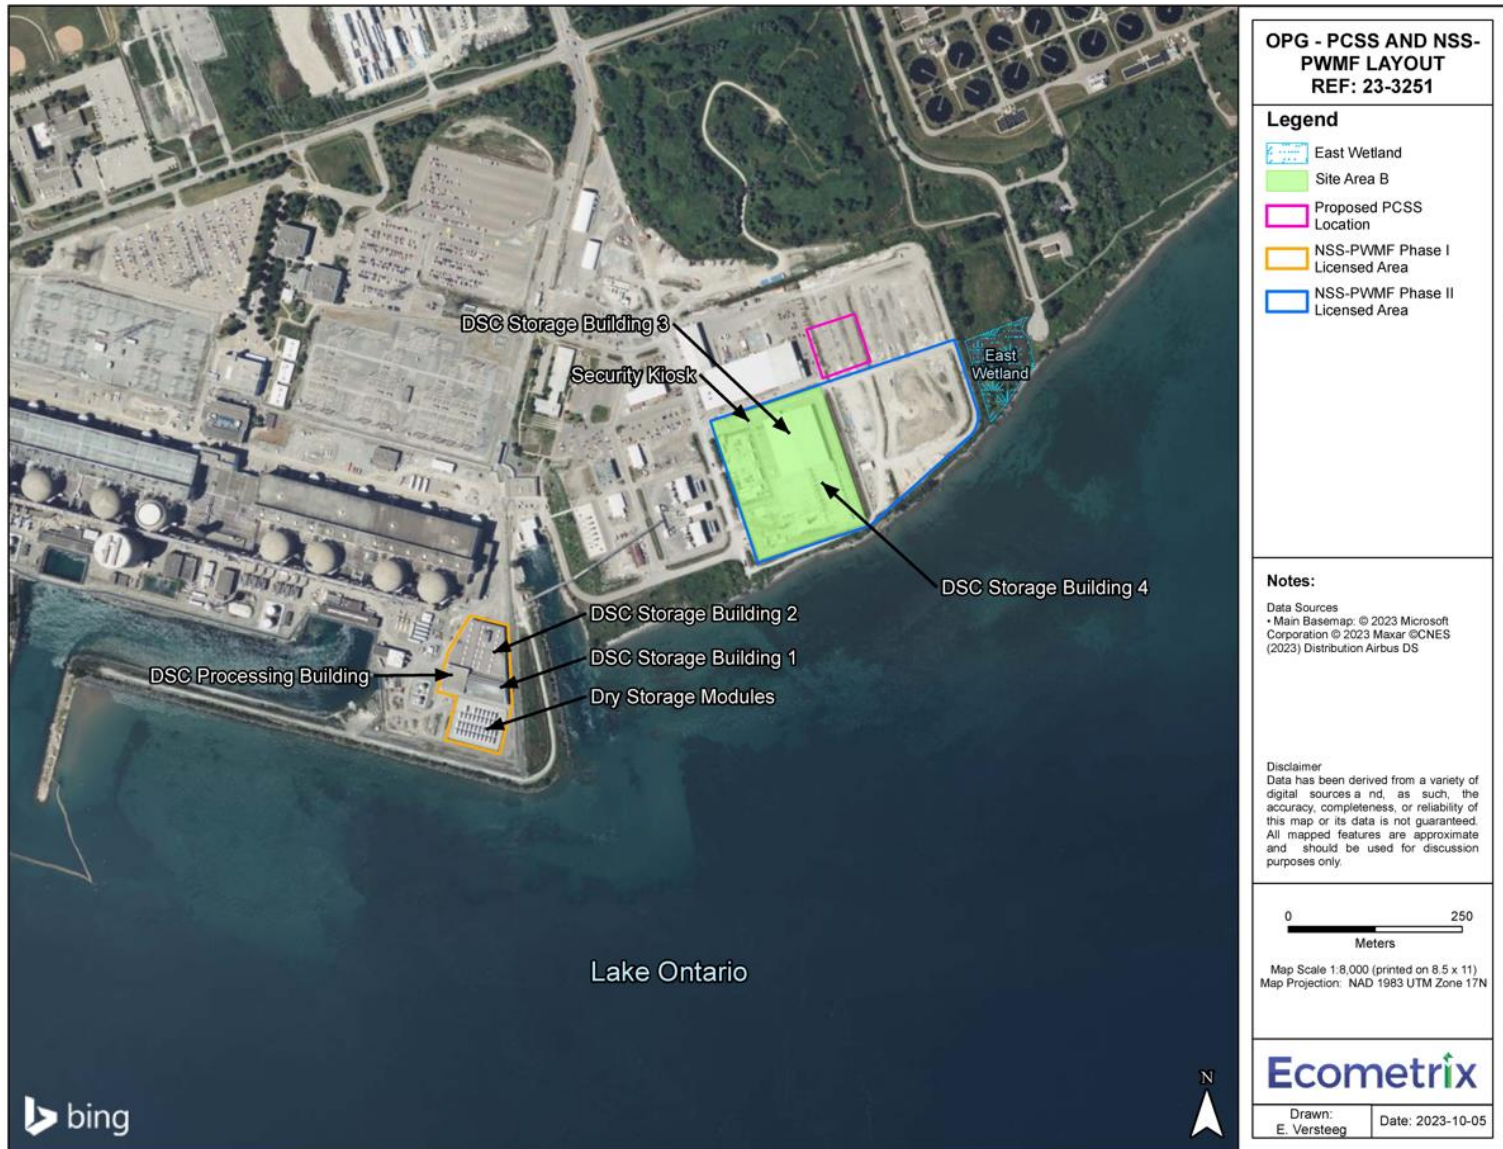 OPG - PCSS AND NSS-
PWMF LAYOUT
REF: 23-3251
Legend
East Wetland
Site Area B
Proposed PCSS
Location
NSS-PWMF Phase I
Licensed Area
NSS-PWMF Phase II
Licensed Area
DSC Storage Building 3
Security Kiosk
East
Wetland
DSC Storage Building 4
DSC Storage Building 2
DSC Storage Building 1
DSC Processing Building
Dry Storage Modules
Lake Ontario
N
bing
Notes:
Data Sources
• Main Basemap: © 2023 Microsoft
Corporation © 2023 Maxar ©CNES
(2023) Distribution Airbus DS
Disclaimer
Data has been derived from a variety of
digital sources a nd, as such, the
accuracy, completeness, or reliability of
this map or its data is not guaranteed.
All mapped features are approximate
and should be used for discussion
purposes only.
0 250
Meters
Map Scale 1:8,000 (printed on 8.5 x 11)
Map Projection: NAD 1983 UTM Zone 17N
Ecometrix
Drawn:
E. Versteeg
Date: 2023-10-05